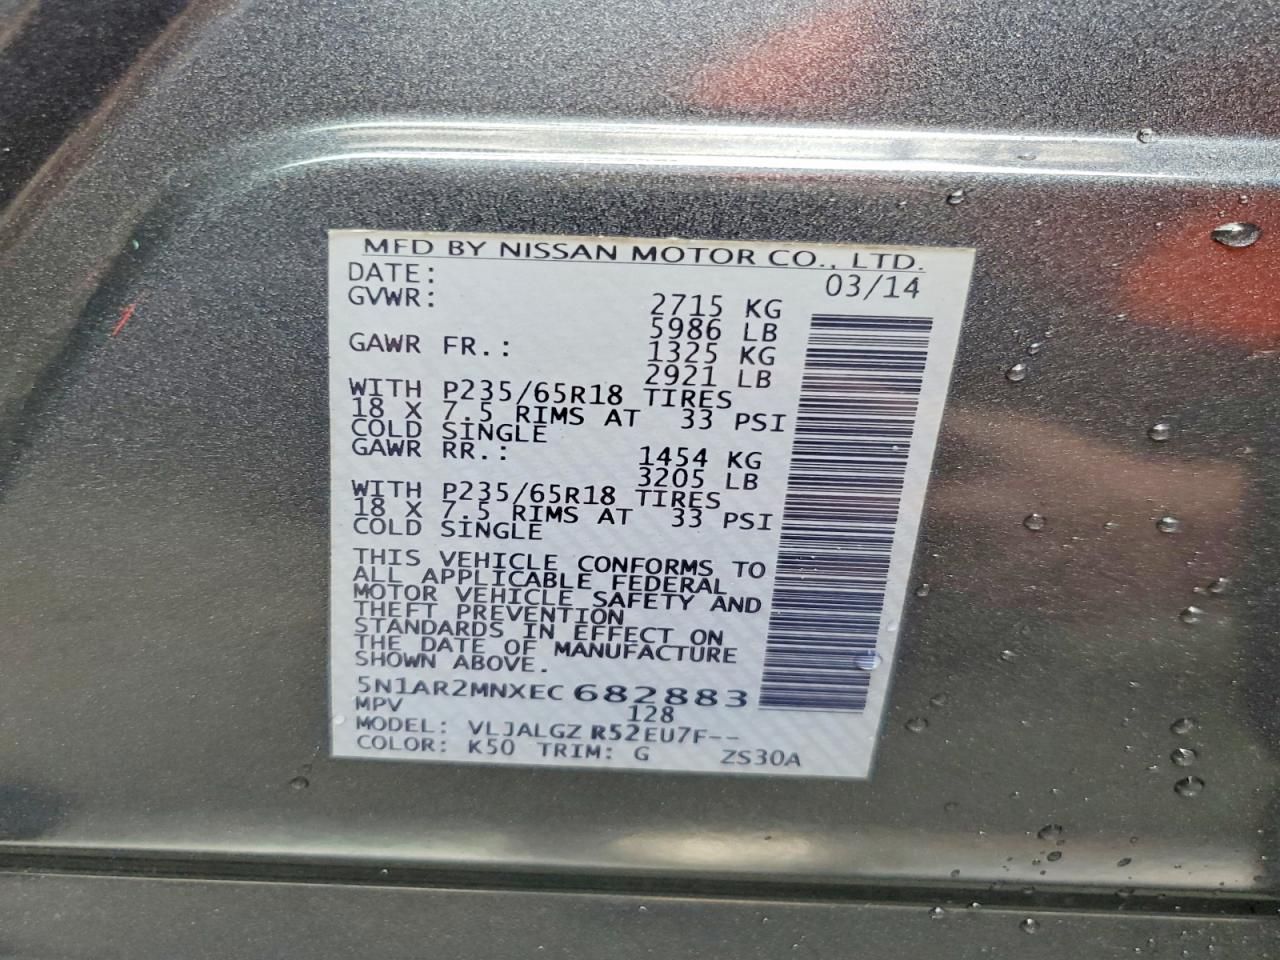 MFD BY NISSAN MOTOR CO., LTD.
DATE: 03/14
GVWR: 2715 KG
5986 LB
GAWR FR.: 1325 KG
2921 LB
WITH P235/65R18 TIRES
18 X 7.5 RIMS AT 33 PSI
COLD SINGLE
GAWR RR.: 1454 KG
3205 LB
WITH P235/65R18 TIRES
18 X 7.5 RIMS AT 33 PSI
COLD SINGLE
THIS VEHICLE CONFORMS TO
ALL APPLICABLE FEDERAL
MOTOR VEHICLE SAFETY AND
THEFT PREVENTION
STANDARDS IN EFFECT ON
THE DATE OF MANUFACTURE
SHOWN ABOVE.
5N1AR2MNXEC682883
MPV 128
MODEL: VLJALGZ R52EU7F--
COLOR: K50 TRIM: G ZS30A